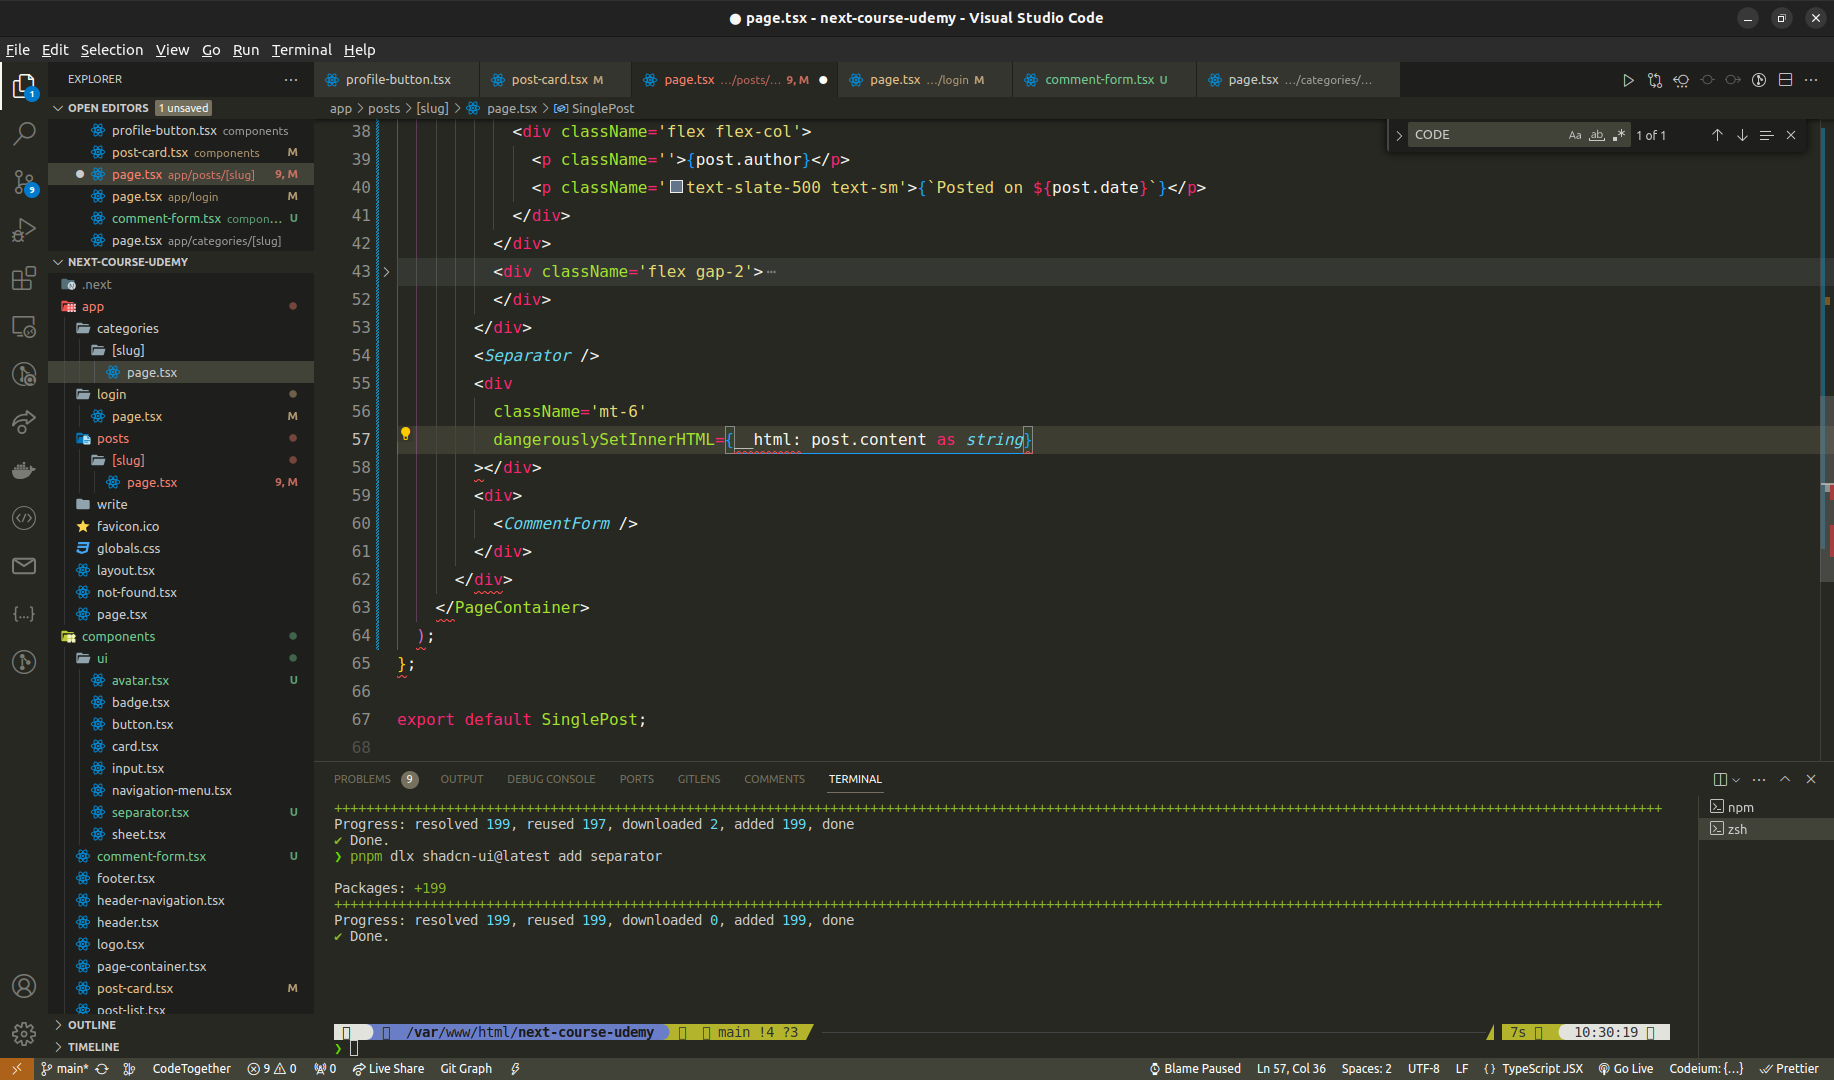 ● page.tsx - next-course-udemy - Visual Studio Code
File Edit Selection View Go Run Terminal Help
EXPLORER
OPEN EDITORS 1 unsaved
profile-button.tsx components
post-card.tsx components M
page.tsx app/posts/[slug] 9, M
page.tsx app/login M
comment-form.tsx compon... U
page.tsx app/categories/[slug]
NEXT-COURSE-UDEMY
.next
app
categories
[slug]
page.tsx
login
page.tsx M
posts
[slug]
page.tsx 9, M
write
favicon.ico
globals.css
layout.tsx
not-found.tsx
page.tsx
components
ui
avatar.tsx U
badge.tsx
button.tsx
card.tsx
input.tsx
navigation-menu.tsx
separator.tsx U
sheet.tsx
comment-form.tsx U
footer.tsx
header-navigation.tsx
header.tsx
logo.tsx
page-container.tsx
post-card.tsx M
post-list.tsx
OUTLINE
TIMELINE
1
9
profile-button.tsx post-card.tsx M page.tsx .../posts/... 9, M page.tsx .../login M comment-form.tsx U page.tsx .../categories/...
app > posts > [slug] > page.tsx > SinglePost
CODE Aa ab .* 1 of 1
38 <div className='flex flex-col'>
39 <p className=''>{post.author}</p>
40 <p className='text-slate-500 text-sm'>{`Posted on ${post.date}`}</p>
41 </div>
42 </div>
43 <div className='flex gap-2'>⋯
52 </div>
53 </div>
54 <Separator />
55 <div
56 className='mt-6'
57 dangerouslySetInnerHTML={__html: post.content as string}
58 ></div>
59 <div>
60 <CommentForm />
61 </div>
62 </div>
63 </PageContainer>
64 );
65 };
66
67 export default SinglePost;
68
PROBLEMS 9 OUTPUT DEBUG CONSOLE PORTS GITLENS COMMENTS TERMINAL
Progress: resolved 199, reused 197, downloaded 2, added 199, done
✔ Done.
❯ pnpm dlx shadcn-ui@latest add separator
Packages: +199
Progress: resolved 199, reused 199, downloaded 0, added 199, done
✔ Done.
/var/www/html/next-course-udemy main !4 ?3 7s 10:30:19
❯
npm
zsh
main* CodeTogether 9 0 0 Live Share Git Graph Blame Paused Ln 57, Col 36 Spaces: 2 UTF-8 LF {} TypeScript JSX Go Live Codeium: {...} Prettier